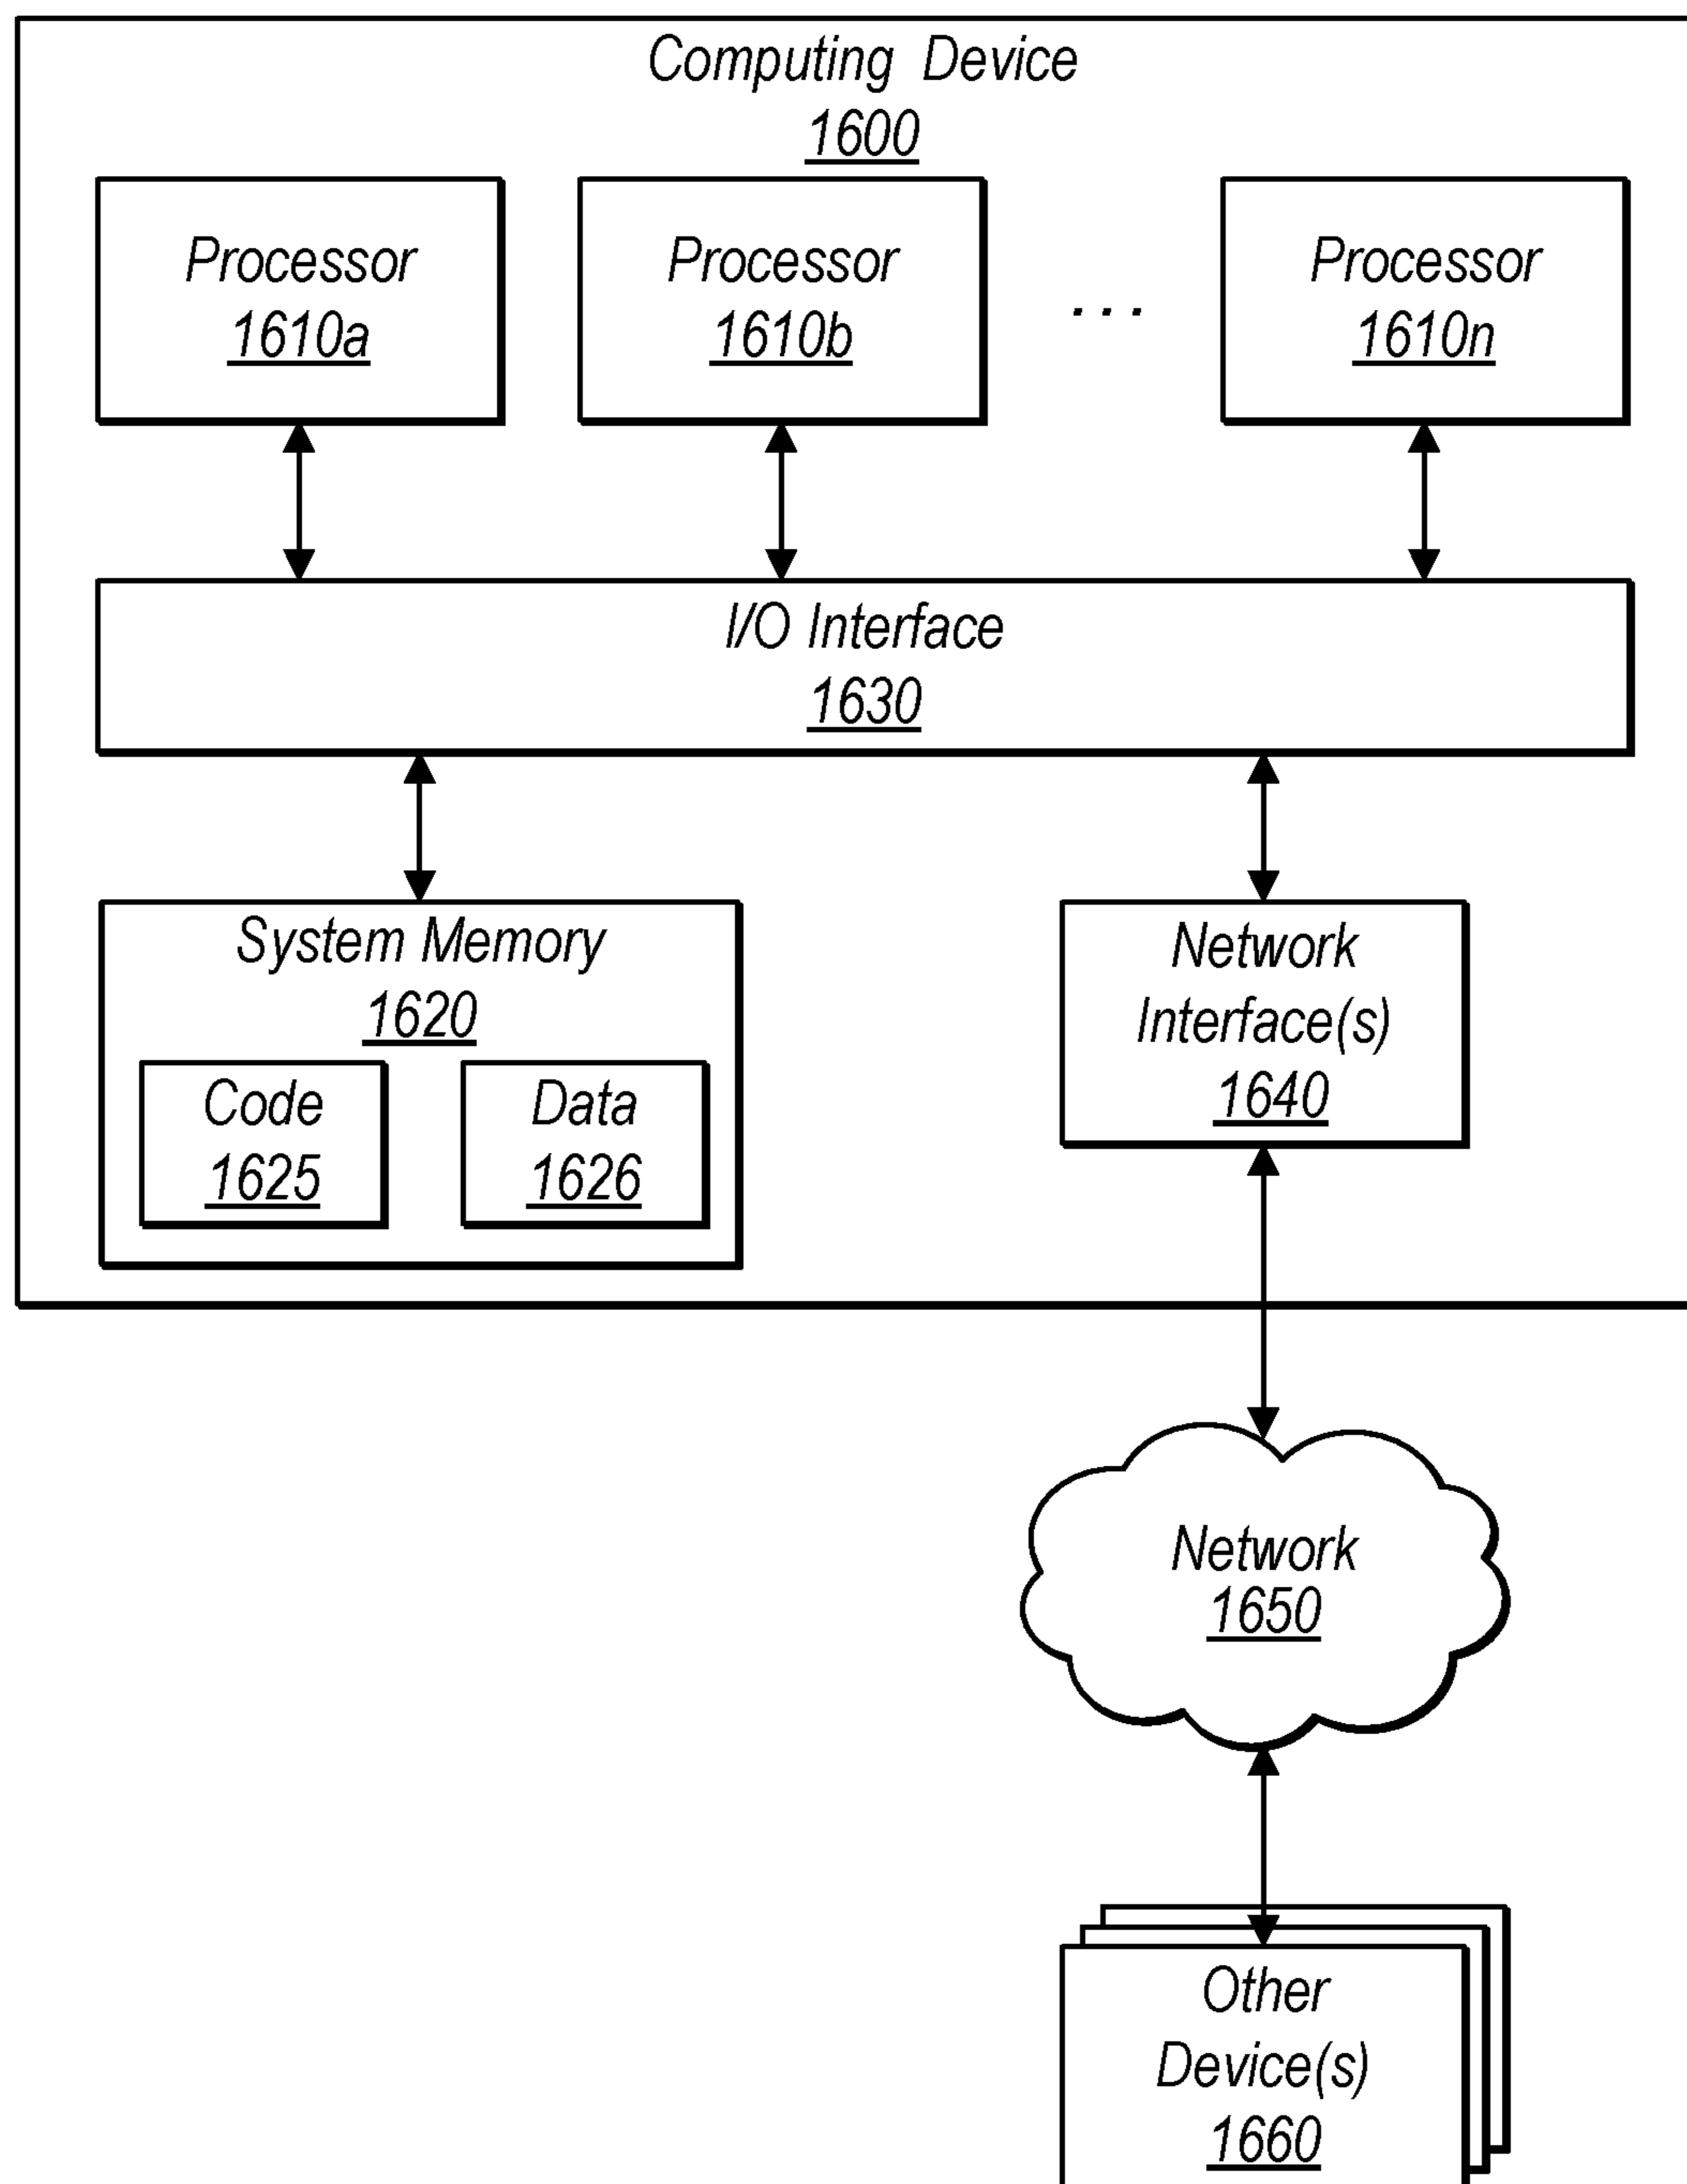 Computing Device
1600
Processor
1610a
Processor
1610b
...
Processor
1610n
I/O Interface
1630
System Memory
1620
Code
1625
Data
1626
Network
Interface(s)
1640
Network
1650
Other
Device(s)
1660